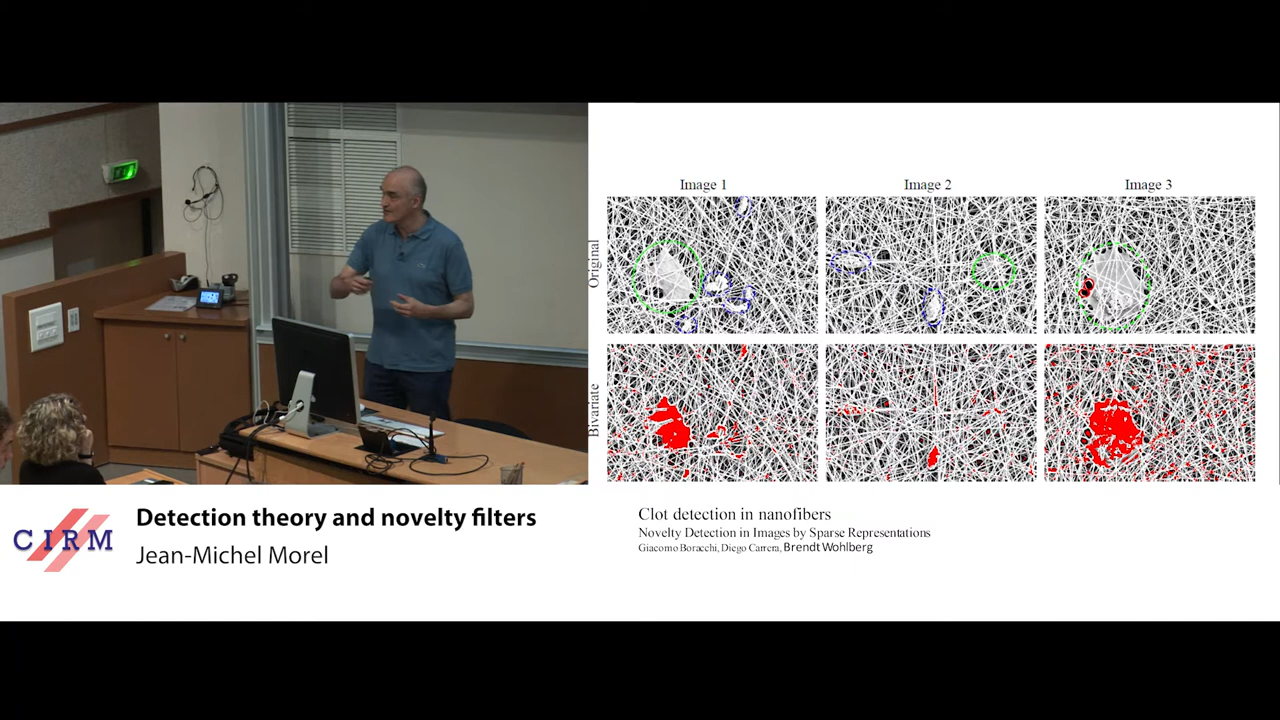 Image 1
Image 2
Image 3
Original
Bivariate
Clot detection in nanofibers
Novelty Detection in Images by Sparse Representations
Giacomo Boracchi, Diego Carrera, Brendt Wohlberg
CIRM
Detection theory and novelty filters
Jean-Michel Morel